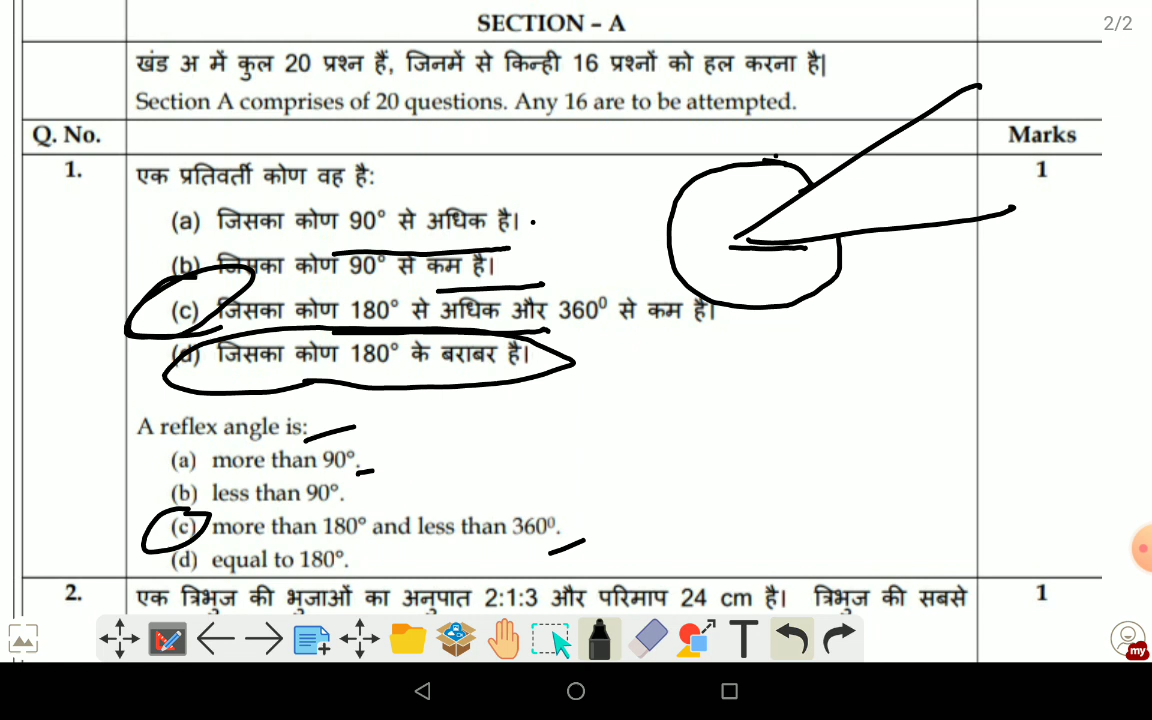 2/2
SECTION – A
खंड अ में कुल 20 प्रश्न हैं, जिनमें से किन्ही 16 प्रश्नों को हल करना है|
Section A comprises of 20 questions. Any 16 are to be attempted.
Q. No. Marks
1. एक प्रतिवर्ती कोण वह है: 1
(a) जिसका कोण 90° से अधिक है।
(b) जिसका कोण 90° से कम है।
(c) जिसका कोण 180° से अधिक और 360⁰ से कम है।
(d) जिसका कोण 180° के बराबर है।
A reflex angle is:
(a) more than 90°.
(b) less than 90°.
(c) more than 180° and less than 360⁰.
(d) equal to 180°.
2. एक त्रिभुज की भुजाओं का अनुपात 2:1:3 और परिमाप 24 cm है। त्रिभुज की सबसे 1
T
my